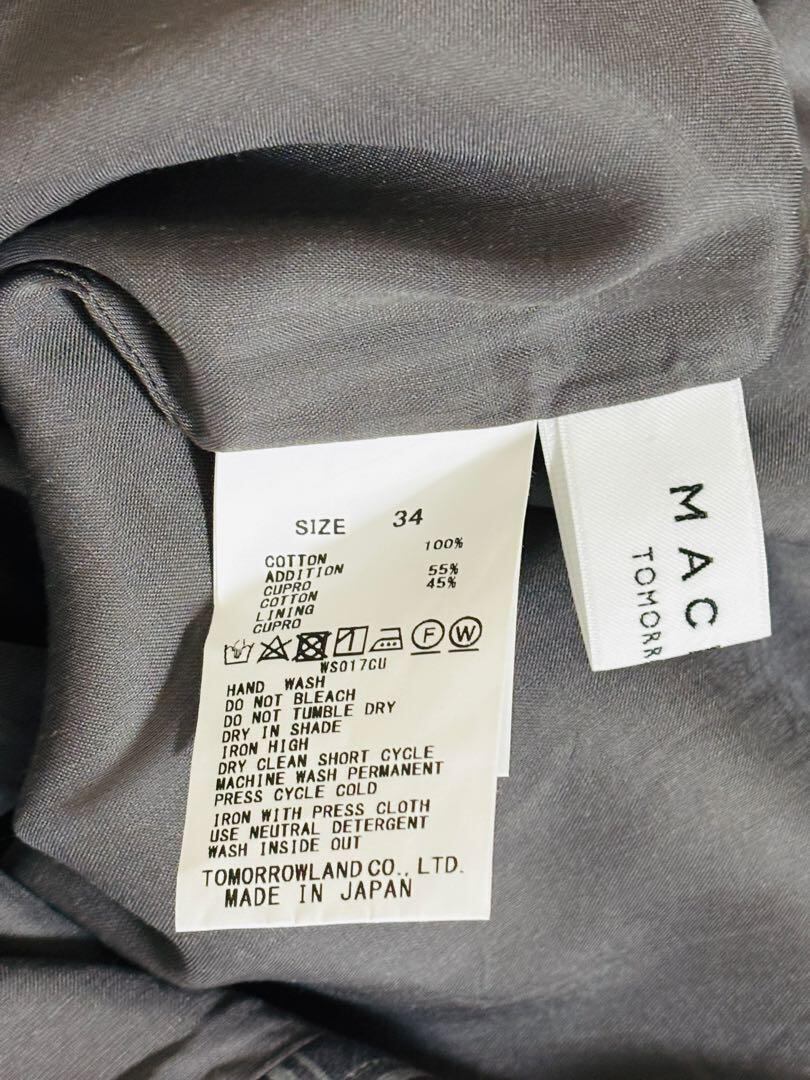 SIZE 34
COTTON 100%
ADDITION
CUPRO 55%
COTTON 45%
LINING
CUPRO
F W
WS017CU
HAND WASH
DO NOT BLEACH
DO NOT TUMBLE DRY
DRY IN SHADE
IRON HIGH
DRY CLEAN SHORT CYCLE
MACHINE WASH PERMANENT
PRESS CYCLE COLD
IRON WITH PRESS CLOTH
USE NEUTRAL DETERGENT
WASH INSIDE OUT
TOMORROWLAND CO., LTD.
MADE IN JAPAN
MAC
TOMORR